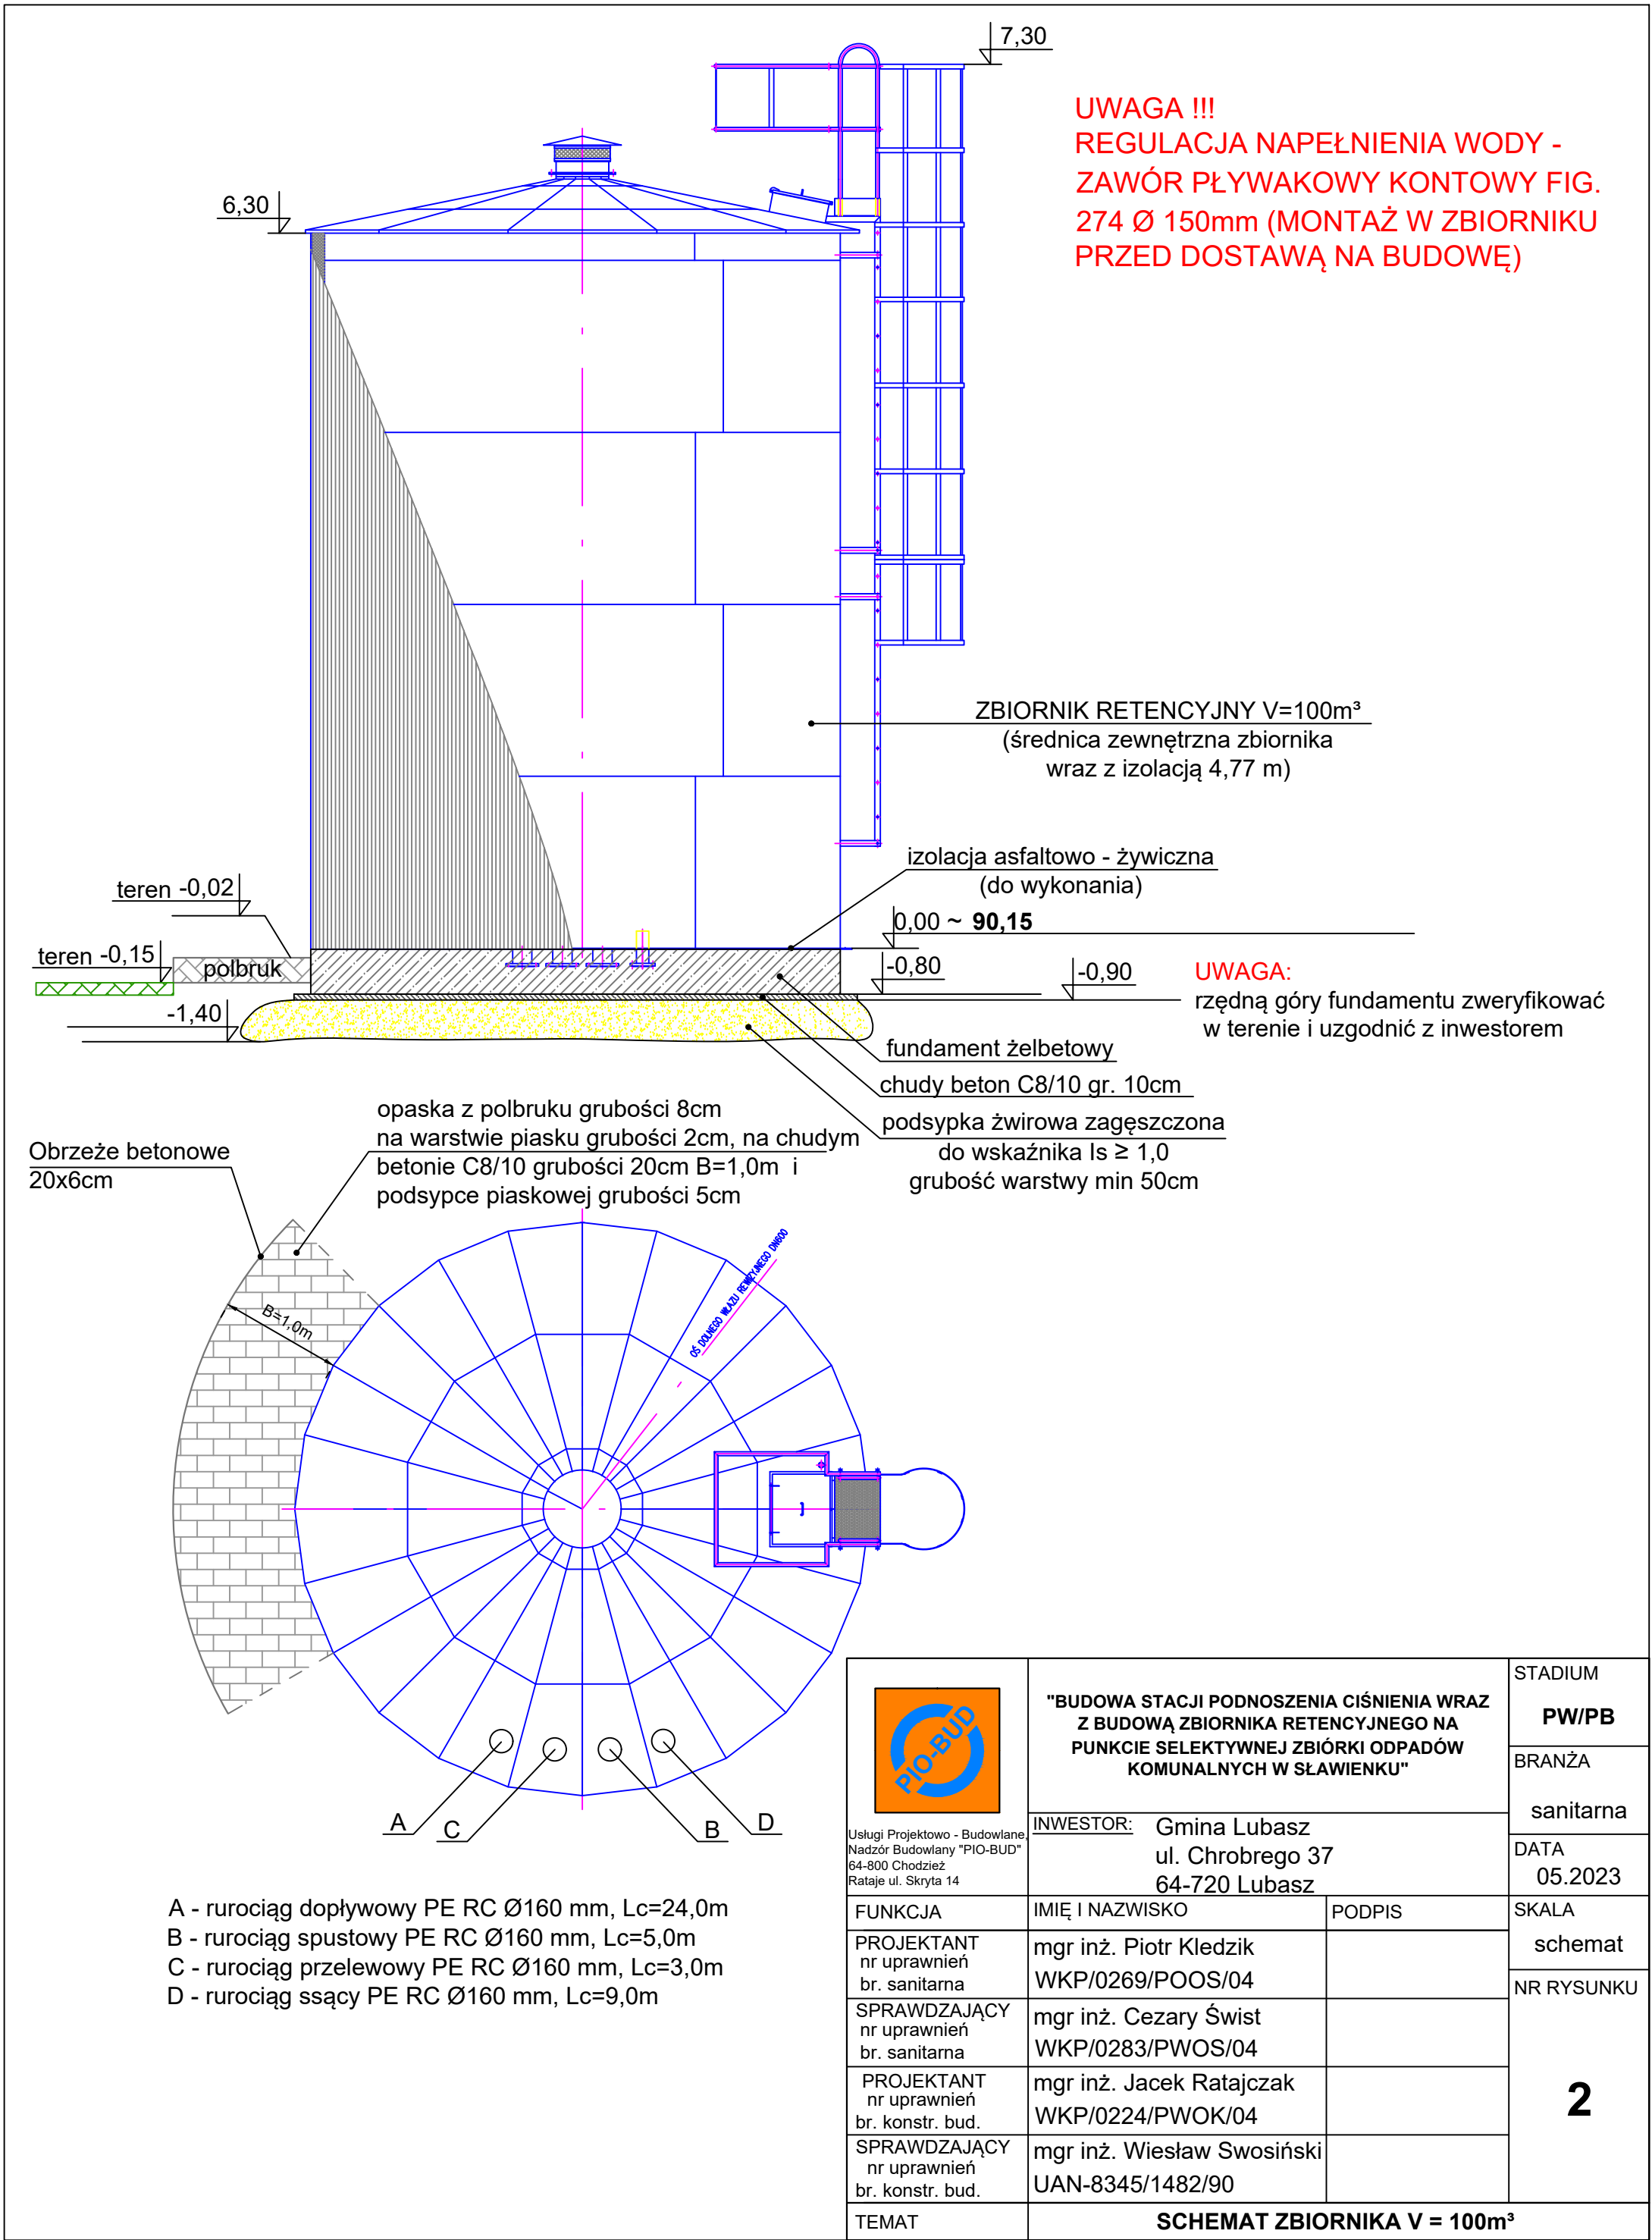 7,30
UWAGA !!!
REGULACJA NAPEŁNIENIA WODY -
ZAWÓR PŁYWAKOWY KONTOWY FIG.
274 Ø 150mm (MONTAŻ W ZBIORNIKU
PRZED DOSTAWĄ NA BUDOWĘ)
6,30
ZBIORNIK RETENCYJNY V=100m³
(średnica zewnętrzna zbiornika
wraz z izolacją 4,77 m)
izolacja asfaltowo - żywiczna
(do wykonania)
teren -0,02
0,00 ~ 90,15
teren -0,15
polbruk
-0,80
-0,90
UWAGA:
rzędną góry fundamentu zweryfikować
w terenie i uzgodnić z inwestorem
-1,40
fundament żelbetowy
chudy beton C8/10 gr. 10cm
podsypka żwirowa zagęszczona
do wskaźnika Is ≥ 1,0
grubość warstwy min 50cm
opaska z polbruku grubości 8cm
na warstwie piasku grubości 2cm, na chudym
betonie C8/10 grubości 20cm B=1,0m i
podsypce piaskowej grubości 5cm
Obrzeże betonowe
20x6cm
B=1,0m
OŚ DOLNEGO WŁAZU REWIZYJNEGO DN600
A
C
B
D
A - rurociąg dopływowy PE RC Ø160 mm, Lc=24,0m
B - rurociąg spustowy PE RC Ø160 mm, Lc=5,0m
C - rurociąg przelewowy PE RC Ø160 mm, Lc=3,0m
D - rurociąg ssący PE RC Ø160 mm, Lc=9,0m
PIO-BUD
Usługi Projektowo - Budowlane,
Nadzór Budowlany "PIO-BUD"
64-800 Chodzież
Rataje ul. Skryta 14
"BUDOWA STACJI PODNOSZENIA CIŚNIENIA WRAZ
Z BUDOWĄ ZBIORNIKA RETENCYJNEGO NA
PUNKCIE SELEKTYWNEJ ZBIÓRKI ODPADÓW
KOMUNALNYCH W SŁAWIENKU"
INWESTOR: Gmina Lubasz
ul. Chrobrego 37
64-720 Lubasz
STADIUM
PW/PB
BRANŻA
sanitarna
DATA
05.2023
SKALA
schemat
NR RYSUNKU
2
FUNKCJA
IMIĘ I NAZWISKO
PODPIS
PROJEKTANT
nr uprawnień
br. sanitarna
mgr inż. Piotr Kledzik
WKP/0269/POOS/04
SPRAWDZAJĄCY
nr uprawnień
br. sanitarna
mgr inż. Cezary Świst
WKP/0283/PWOS/04
PROJEKTANT
nr uprawnień
br. konstr. bud.
mgr inż. Jacek Ratajczak
WKP/0224/PWOK/04
SPRAWDZAJĄCY
nr uprawnień
br. konstr. bud.
mgr inż. Wiesław Swosiński
UAN-8345/1482/90
TEMAT
SCHEMAT ZBIORNIKA V = 100m³